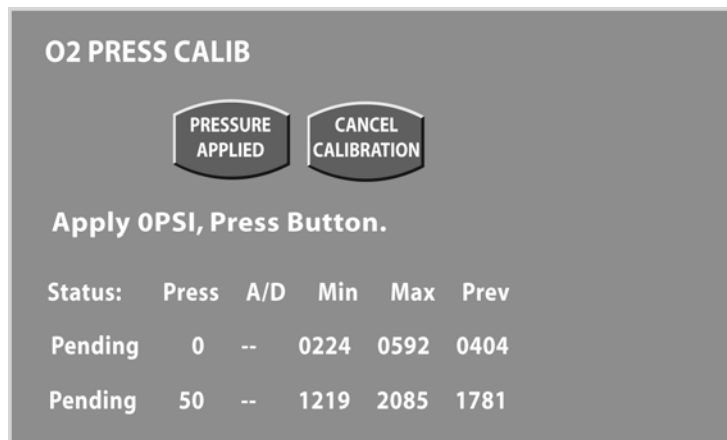 O2 PRESS CALIB
PRESSURE
APPLIED
CANCEL
CALIBRATION
Apply 0PSI, Press Button.
Status: Press A/D Min Max Prev
Pending 0 -- 0224 0592 0404
Pending 50 -- 1219 2085 1781